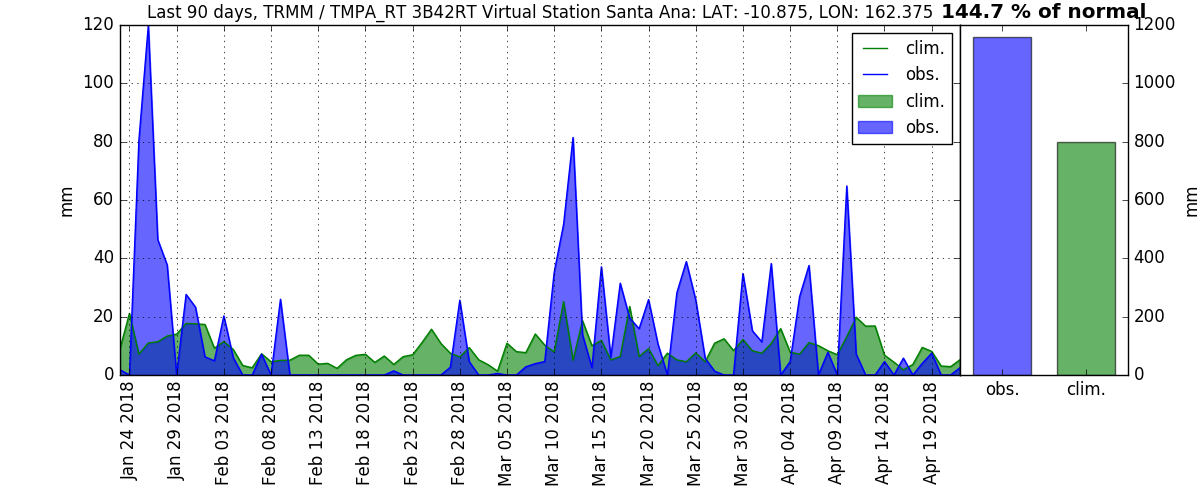 Last 90 days, TRMM / TMPA_RT 3B42RT Virtual Station Santa Ana: LAT: -10.875, LON: 162.375 144.7 % of normal
120
100
80
60
40
20
0
mm
clim.
obs.
clim.
obs.
1200
1000
800
600
400
200
0
mm
obs. clim.
Jan 24 2018
Jan 29 2018
Feb 03 2018
Feb 08 2018
Feb 13 2018
Feb 18 2018
Feb 23 2018
Feb 28 2018
Mar 05 2018
Mar 10 2018
Mar 15 2018
Mar 20 2018
Mar 25 2018
Mar 30 2018
Apr 04 2018
Apr 09 2018
Apr 14 2018
Apr 19 2018